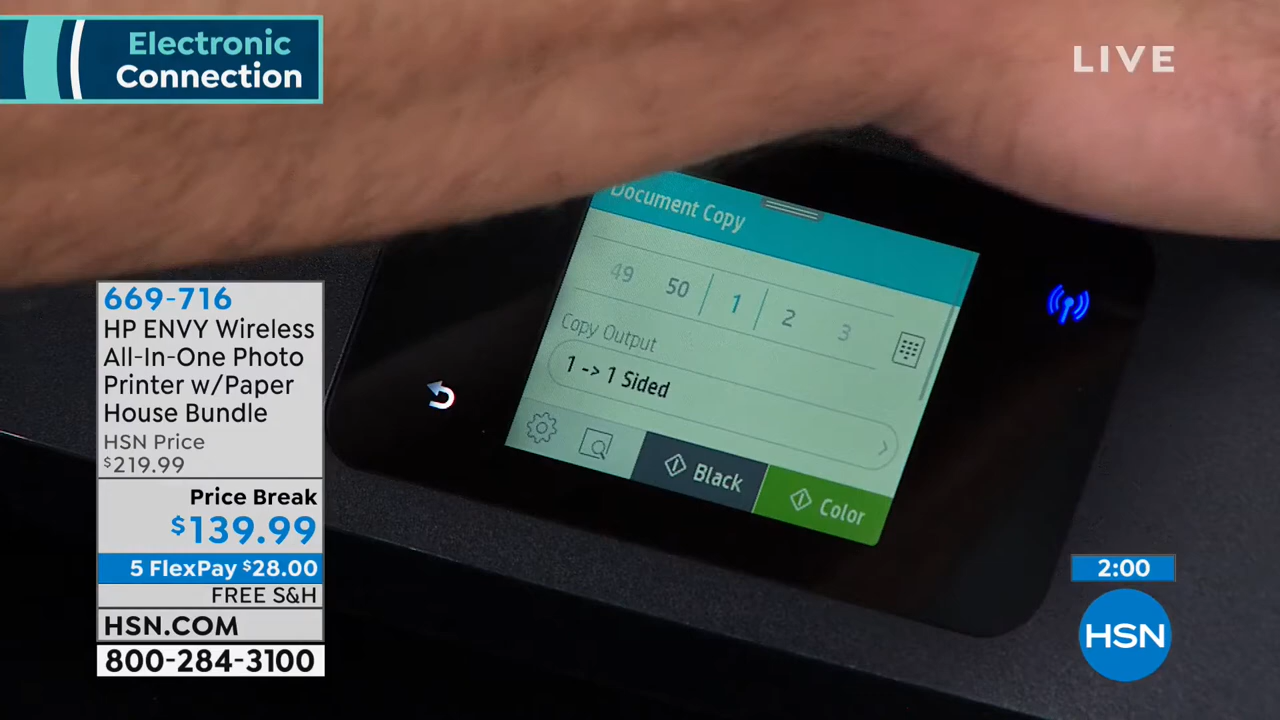 Electronic
Connection
LIVE
669-716
HP ENVY Wireless
All-In-One Photo
Printer w/Paper
House Bundle
HSN Price
$219.99
Price Break
$139.99
5 FlexPay $28.00
FREE S&H
HSN.COM
800-284-3100
Document Copy
49 50 1 2 3
Copy Output
1 -> 1 Sided
Black
Color
2:00
HSN